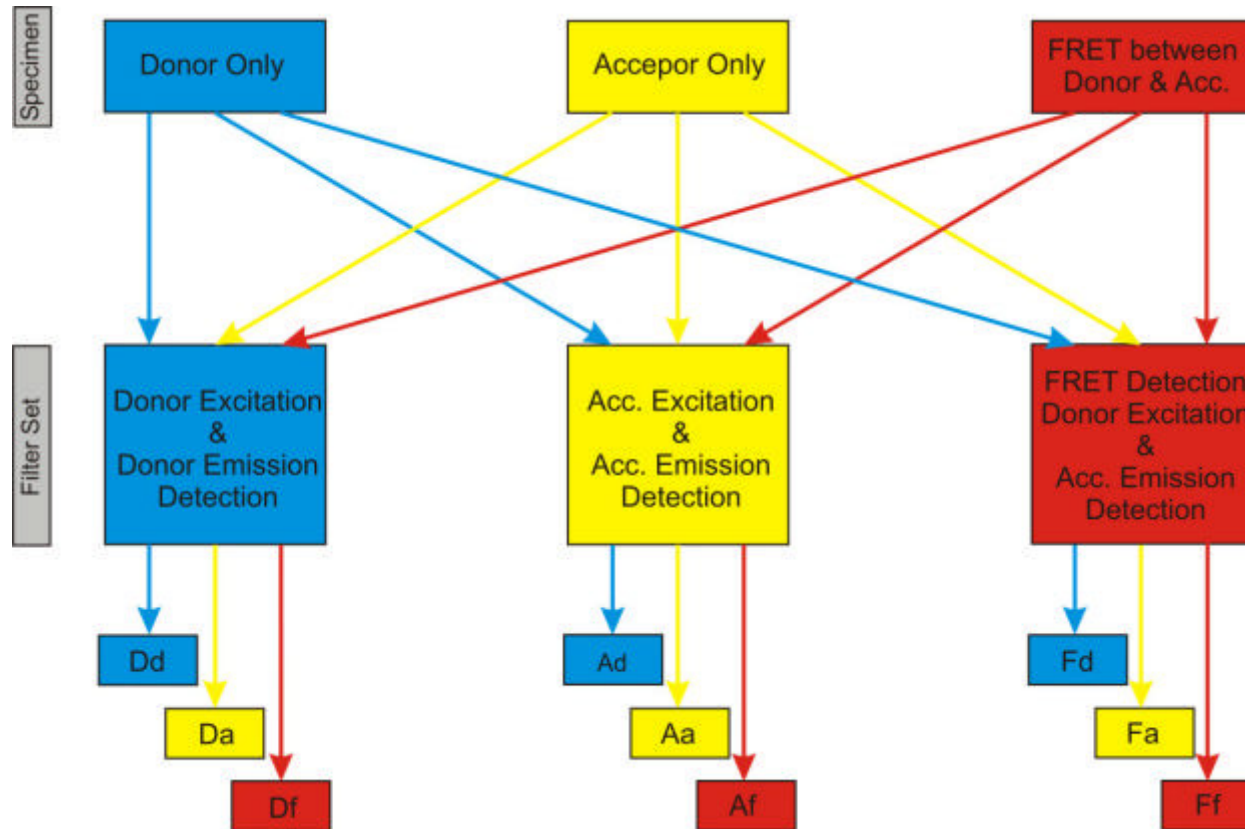 Specimen
Donor Only
Accepor Only
FRET between
Donor & Acc.
Filter Set
Donor Excitation
&
Donor Emission
Detection
Acc. Excitation
&
Acc. Emission
Detection
FRET Detection
Donor Excitation
&
Acc. Emission
Detection
Dd
Ad
Fd
Da
Aa
Fa
Df
Af
Ff